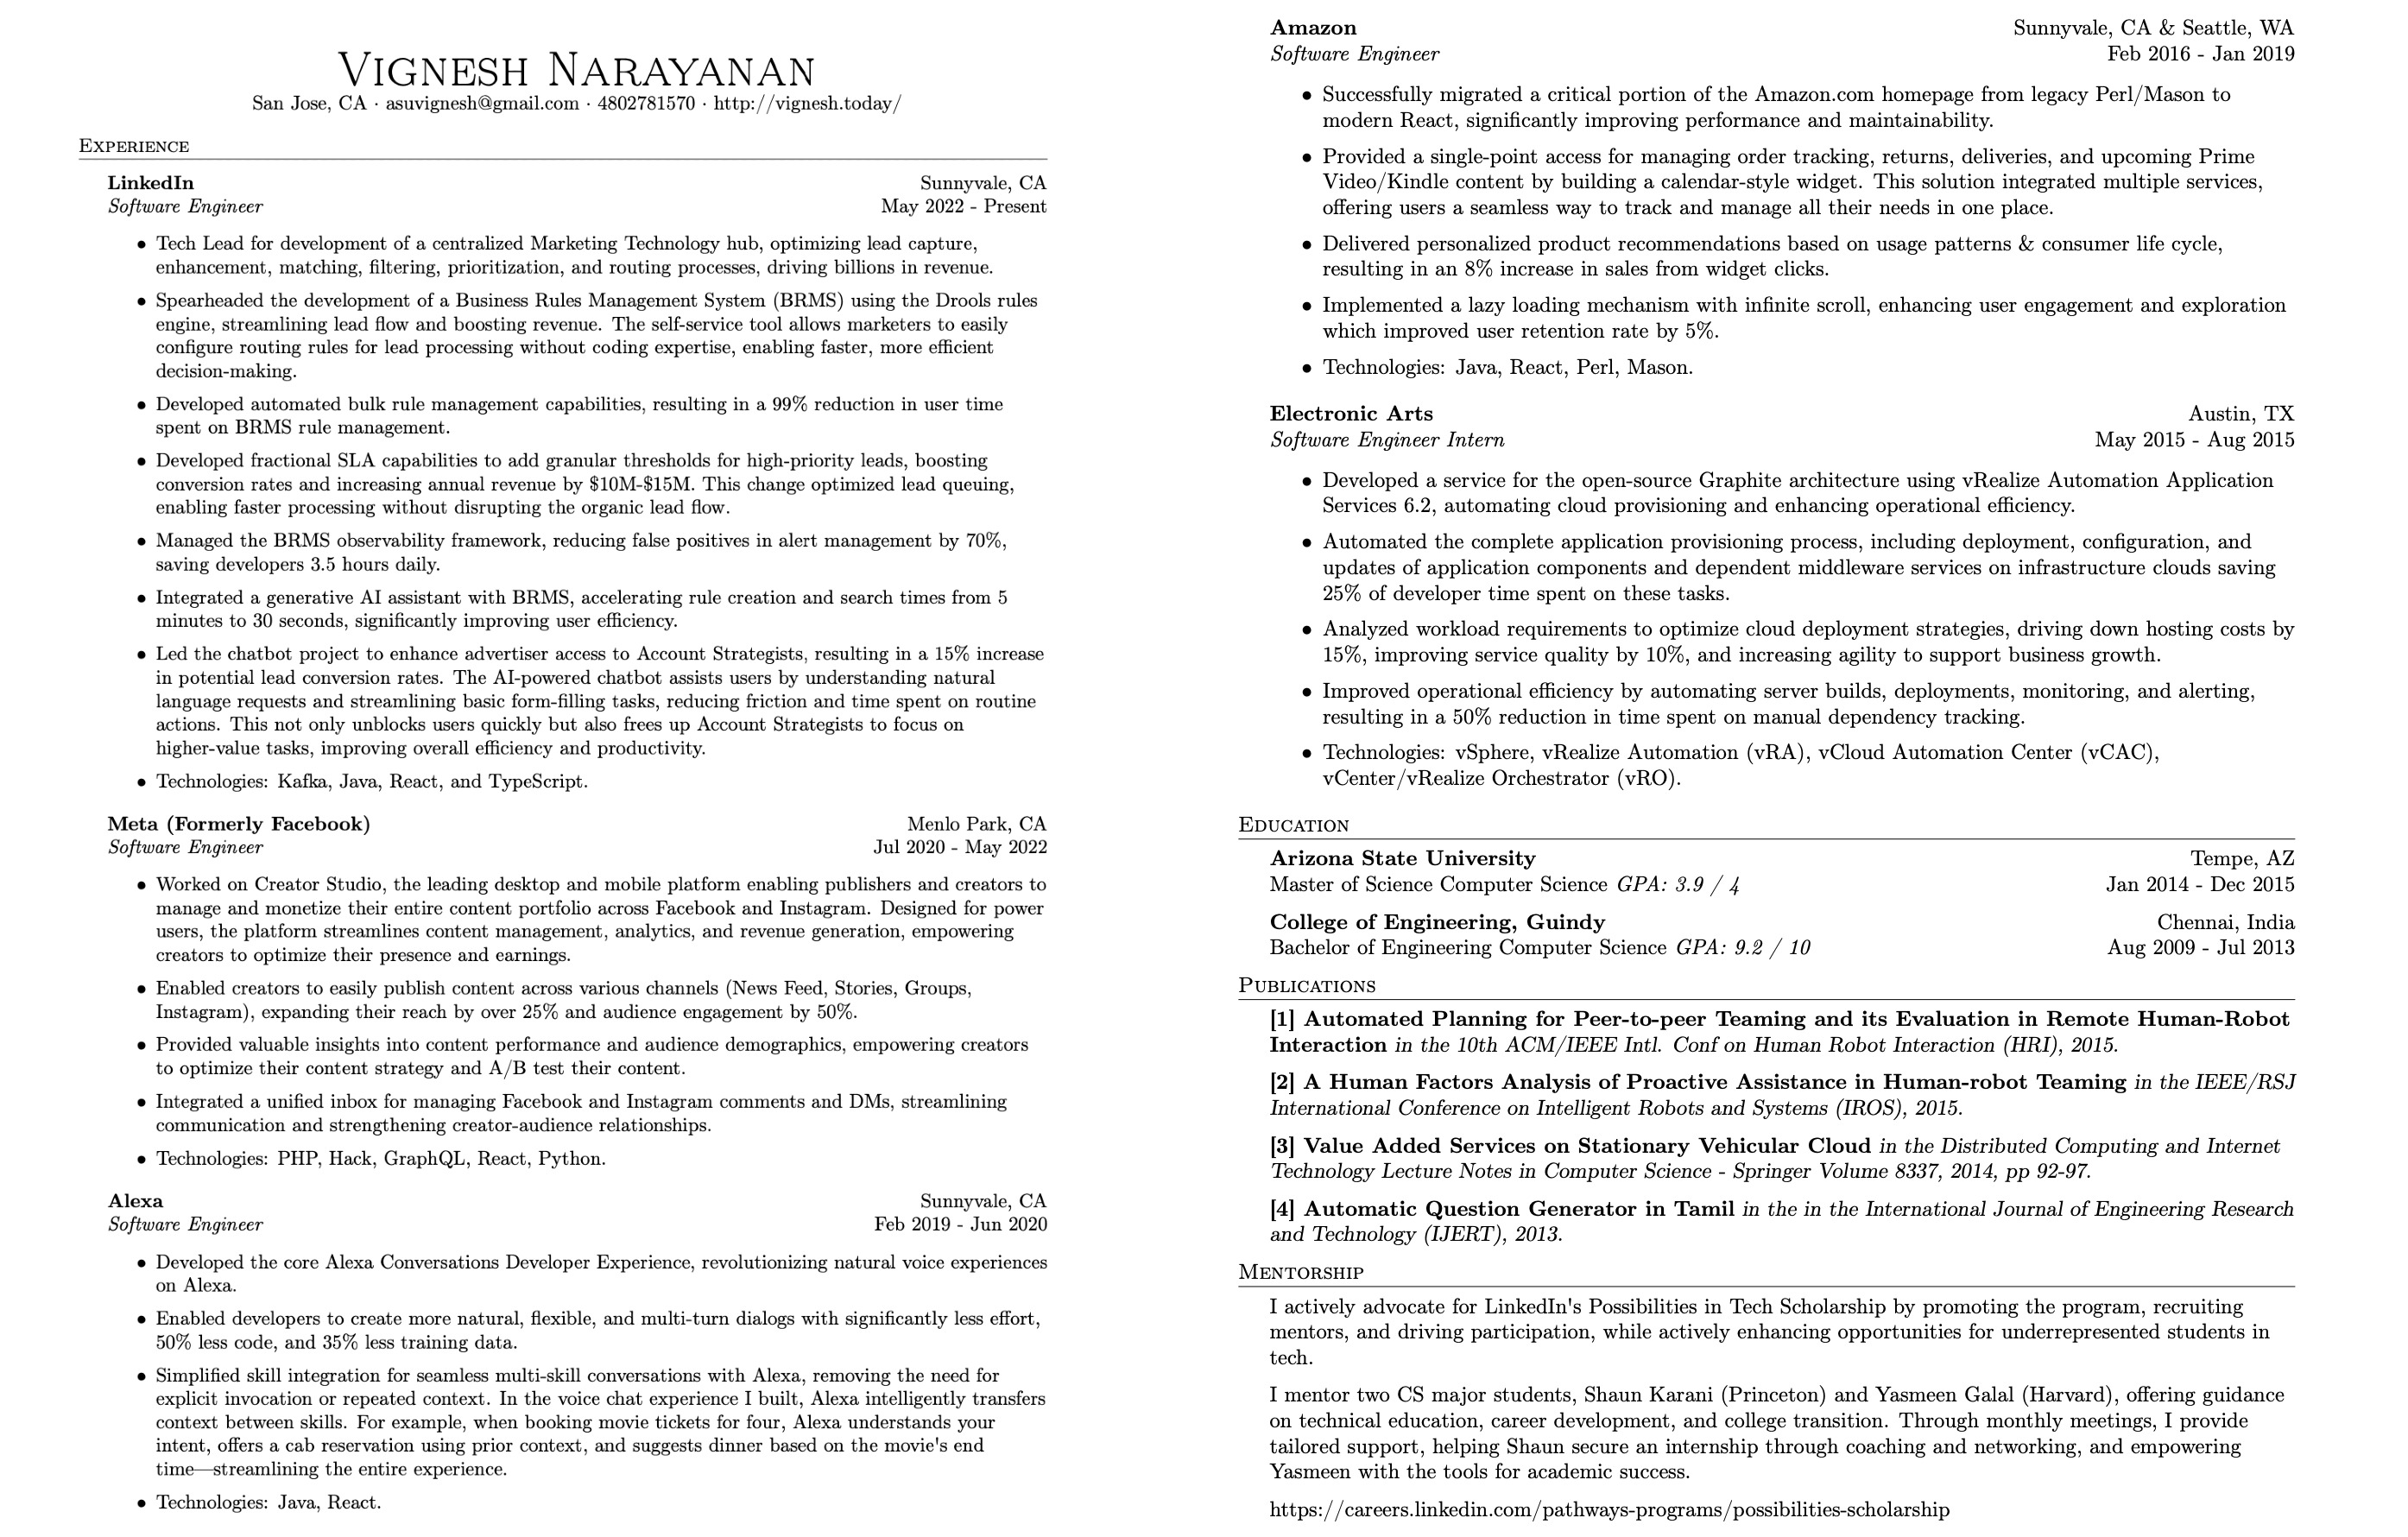 VIGNESH NARAYANAN
San Jose, CA · asuvignesh@gmail.com · 4802781570 · http://vignesh.today/
EXPERIENCE
LinkedIn Sunnyvale, CA
Software Engineer May 2022 - Present
• Tech Lead for development of a centralized Marketing Technology hub, optimizing lead capture,
enhancement, matching, filtering, prioritization, and routing processes, driving billions in revenue.
• Spearheaded the development of a Business Rules Management System (BRMS) using the Drools rules
engine, streamlining lead flow and boosting revenue. The self-service tool allows marketers to easily
configure routing rules for lead processing without coding expertise, enabling faster, more efficient
decision-making.
• Developed automated bulk rule management capabilities, resulting in a 99% reduction in user time
spent on BRMS rule management.
• Developed fractional SLA capabilities to add granular thresholds for high-priority leads, boosting
conversion rates and increasing annual revenue by $10M-$15M. This change optimized lead queuing,
enabling faster processing without disrupting the organic lead flow.
• Managed the BRMS observability framework, reducing false positives in alert management by 70%,
saving developers 3.5 hours daily.
• Integrated a generative AI assistant with BRMS, accelerating rule creation and search times from 5
minutes to 30 seconds, significantly improving user efficiency.
• Led the chatbot project to enhance advertiser access to Account Strategists, resulting in a 15% increase
in potential lead conversion rates. The AI-powered chatbot assists users by understanding natural
language requests and streamlining basic form-filling tasks, reducing friction and time spent on routine
actions. This not only unblocks users quickly but also frees up Account Strategists to focus on
higher-value tasks, improving overall efficiency and productivity.
• Technologies: Kafka, Java, React, and TypeScript.
Meta (Formerly Facebook) Menlo Park, CA
Software Engineer Jul 2020 - May 2022
• Worked on Creator Studio, the leading desktop and mobile platform enabling publishers and creators to
manage and monetize their entire content portfolio across Facebook and Instagram. Designed for power
users, the platform streamlines content management, analytics, and revenue generation, empowering
creators to optimize their presence and earnings.
• Enabled creators to easily publish content across various channels (News Feed, Stories, Groups,
Instagram), expanding their reach by over 25% and audience engagement by 50%.
• Provided valuable insights into content performance and audience demographics, empowering creators
to optimize their content strategy and A/B test their content.
• Integrated a unified inbox for managing Facebook and Instagram comments and DMs, streamlining
communication and strengthening creator-audience relationships.
• Technologies: PHP, Hack, GraphQL, React, Python.
Alexa Sunnyvale, CA
Software Engineer Feb 2019 - Jun 2020
• Developed the core Alexa Conversations Developer Experience, revolutionizing natural voice experiences
on Alexa.
• Enabled developers to create more natural, flexible, and multi-turn dialogs with significantly less effort,
50% less code, and 35% less training data.
• Simplified skill integration for seamless multi-skill conversations with Alexa, removing the need for
explicit invocation or repeated context. In the voice chat experience I built, Alexa intelligently transfers
context between skills. For example, when booking movie tickets for four, Alexa understands your
intent, offers a cab reservation using prior context, and suggests dinner based on the movie's end
time—streamlining the entire experience.
• Technologies: Java, React.
Amazon Sunnyvale, CA & Seattle, WA
Software Engineer Feb 2016 - Jan 2019
• Successfully migrated a critical portion of the Amazon.com homepage from legacy Perl/Mason to
modern React, significantly improving performance and maintainability.
• Provided a single-point access for managing order tracking, returns, deliveries, and upcoming Prime
Video/Kindle content by building a calendar-style widget. This solution integrated multiple services,
offering users a seamless way to track and manage all their needs in one place.
• Delivered personalized product recommendations based on usage patterns & consumer life cycle,
resulting in an 8% increase in sales from widget clicks.
• Implemented a lazy loading mechanism with infinite scroll, enhancing user engagement and exploration
which improved user retention rate by 5%.
• Technologies: Java, React, Perl, Mason.
Electronic Arts Austin, TX
Software Engineer Intern May 2015 - Aug 2015
• Developed a service for the open-source Graphite architecture using vRealize Automation Application
Services 6.2, automating cloud provisioning and enhancing operational efficiency.
• Automated the complete application provisioning process, including deployment, configuration, and
updates of application components and dependent middleware services on infrastructure clouds saving
25% of developer time spent on these tasks.
• Analyzed workload requirements to optimize cloud deployment strategies, driving down hosting costs by
15%, improving service quality by 10%, and increasing agility to support business growth.
• Improved operational efficiency by automating server builds, deployments, monitoring, and alerting,
resulting in a 50% reduction in time spent on manual dependency tracking.
• Technologies: vSphere, vRealize Automation (vRA), vCloud Automation Center (vCAC),
vCenter/vRealize Orchestrator (vRO).
EDUCATION
Arizona State University Tempe, AZ
Master of Science Computer Science GPA: 3.9 / 4 Jan 2014 - Dec 2015
College of Engineering, Guindy Chennai, India
Bachelor of Engineering Computer Science GPA: 9.2 / 10 Aug 2009 - Jul 2013
PUBLICATIONS
[1] Automated Planning for Peer-to-peer Teaming and its Evaluation in Remote Human-Robot
Interaction in the 10th ACM/IEEE Intl. Conf on Human Robot Interaction (HRI), 2015.
[2] A Human Factors Analysis of Proactive Assistance in Human-robot Teaming in the IEEE/RSJ
International Conference on Intelligent Robots and Systems (IROS), 2015.
[3] Value Added Services on Stationary Vehicular Cloud in the Distributed Computing and Internet
Technology Lecture Notes in Computer Science - Springer Volume 8337, 2014, pp 92-97.
[4] Automatic Question Generator in Tamil in the in the International Journal of Engineering Research
and Technology (IJERT), 2013.
MENTORSHIP
I actively advocate for LinkedIn's Possibilities in Tech Scholarship by promoting the program, recruiting
mentors, and driving participation, while actively enhancing opportunities for underrepresented students in
tech.
I mentor two CS major students, Shaun Karani (Princeton) and Yasmeen Galal (Harvard), offering guidance
on technical education, career development, and college transition. Through monthly meetings, I provide
tailored support, helping Shaun secure an internship through coaching and networking, and empowering
Yasmeen with the tools for academic success.
https://careers.linkedin.com/pathways-programs/possibilities-scholarship